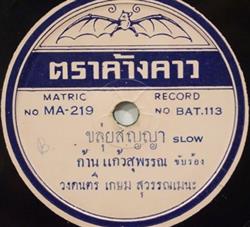 ตราค้างคาว
MATRIC RECORD
NO MA-219 NO BAT.113
ขลุ่ยสัญญา SLOW
ก้าน แก้วสุพรรณ ขับร้อง
วงดนตรี เกษม สุวรรณเมนะ